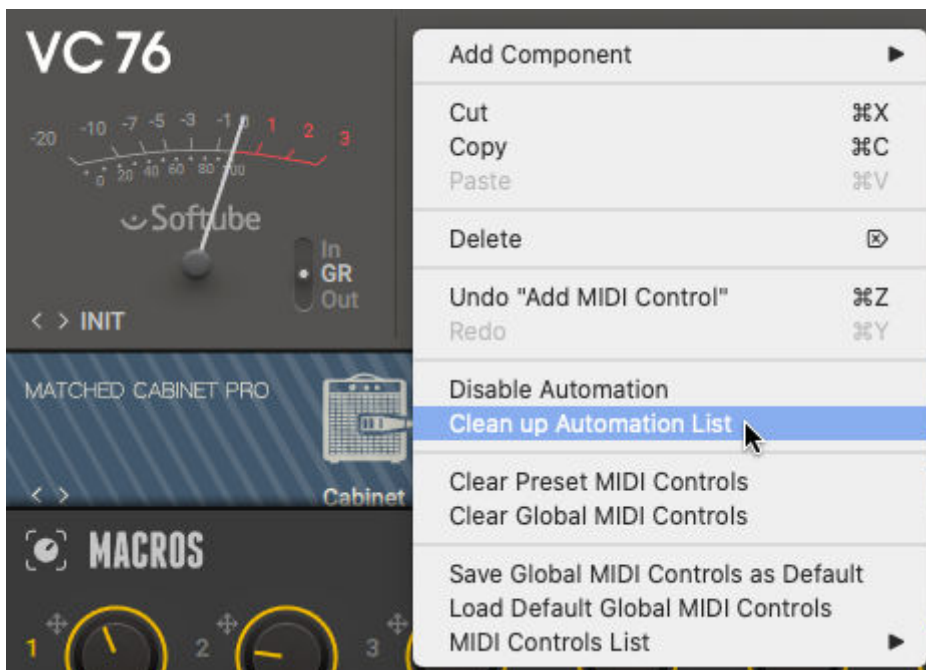 VC 76
-20 -10 -7 -5 -3 -1 0 1 2 3
0 20 40 60 80 100
Softube
In
GR
Out
< > INIT
MATCHED CABINET PRO
< > Cabinet
MACROS
1 2 3
Add Component ▶
Cut ⌘X
Copy ⌘C
Paste ⌘V
Delete ⌦
Undo "Add MIDI Control" ⌘Z
Redo ⌘Y
Disable Automation
Clean up Automation List
Clear Preset MIDI Controls
Clear Global MIDI Controls
Save Global MIDI Controls as Default
Load Default Global MIDI Controls
MIDI Controls List ▶